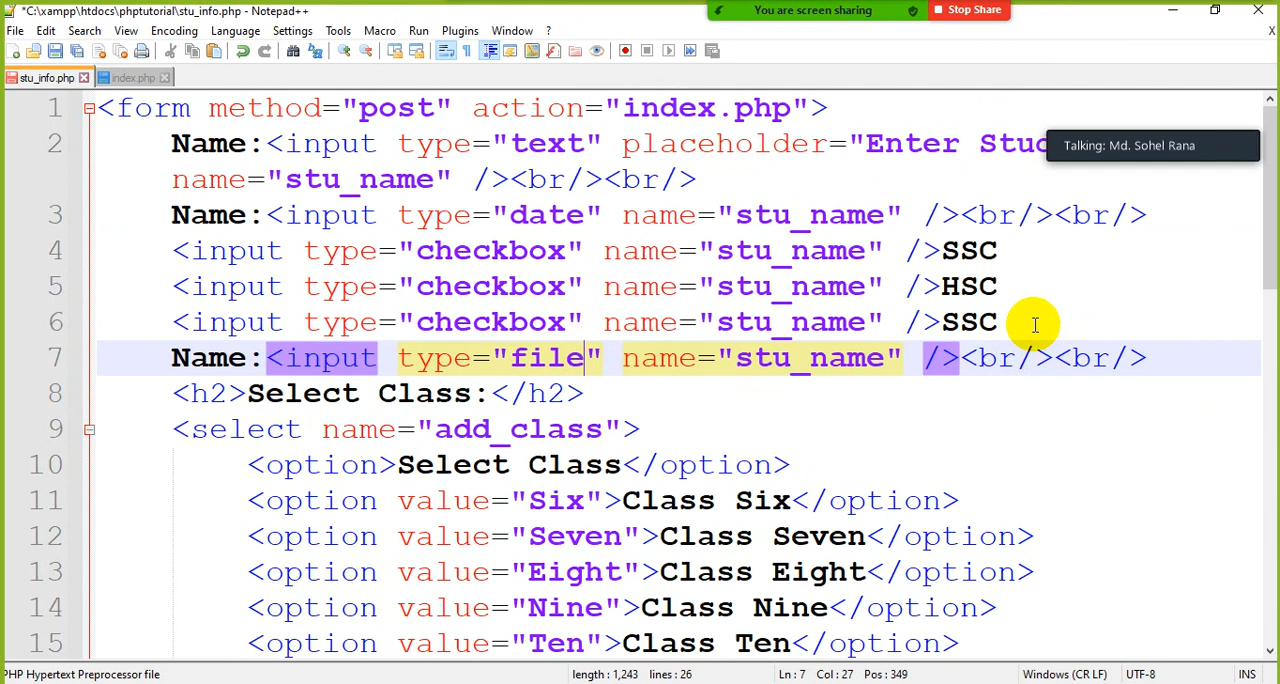 *C:\xampp\htdocs\phptutorial\stu_info.php - Notepad++
You are screen sharing
Stop Share
File Edit Search View Encoding Language Settings Tools Macro Run Plugins Window ?
X
stu_info.php index.php
1 <form method="post" action="index.php">
2 Name:<input type="text" placeholder="Enter
Talking: Md. Sohel Rana
name="stu_name" /><br/><br/>
3 Name:<input type="date" name="stu_name" /><br/><br/>
4 <input type="checkbox" name="stu_name" />SSC
5 <input type="checkbox" name="stu_name" />HSC
6 <input type="checkbox" name="stu_name" />SSC
7 Name:<input type="file" name="stu_name" /><br/><br/>
8 <h2>Select Class:</h2>
9 <select name="add_class">
10 <option>Select Class</option>
11 <option value="Six">Class Six</option>
12 <option value="Seven">Class Seven</option>
13 <option value="Eight">Class Eight</option>
14 <option value="Nine">Class Nine</option>
15 <option value="Ten">Class Ten</option>
PHP Hypertext Preprocessor file length : 1,243 lines : 26 Ln : 7 Col : 27 Pos : 349 Windows (CR LF) UTF-8 INS